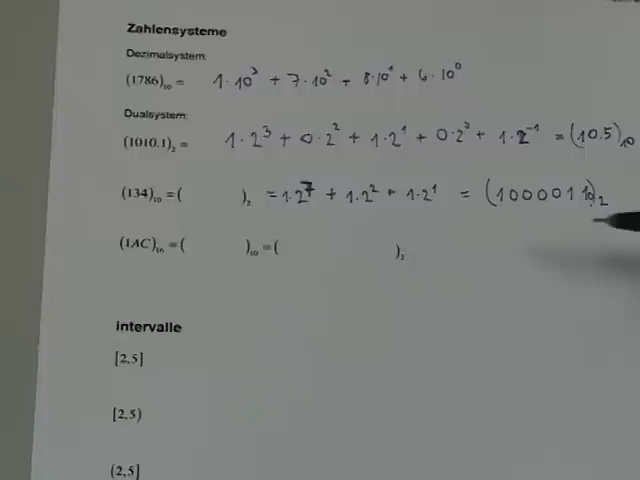 Zahlensysteme
Dezimalsystem:
(1786)₁₀ = 1·10³ + 7·10² + 8·10¹ + 6·10⁰
Dualsystem:
(1010.1)₂ = 1·2³ + 0·2² + 1·2¹ + 0·2⁰ + 1·2⁻¹ = (10.5)₁₀
(134)₁₀ = ( )₂ = 1·2⁷ + 1·2² + 1·2¹ = (10000110)₂
(1AC)₁₆ = ( )₁₀ = ( )₂
Intervalle
[2,5]
[2,5)
(2,5]